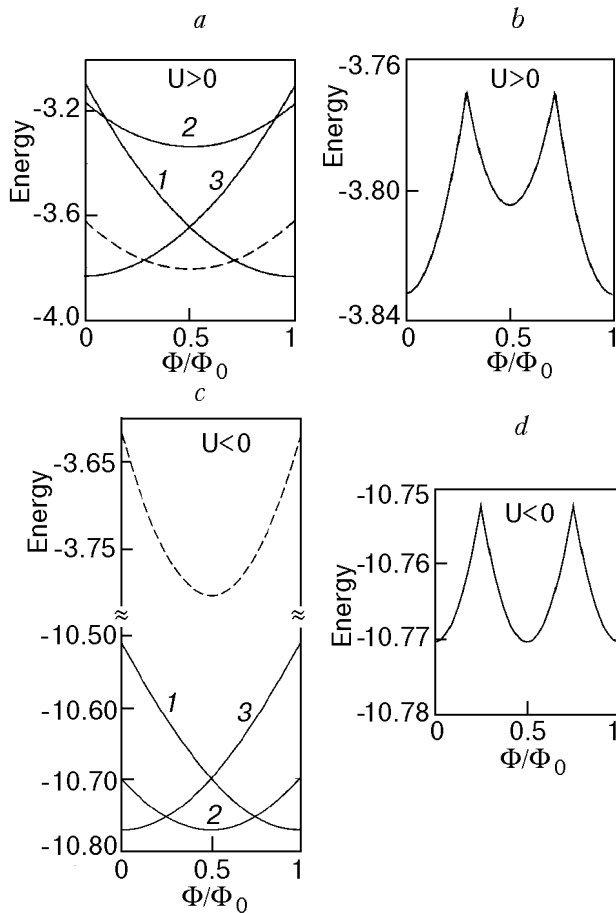 a
U>0
-3.2
-3.6
-4.0
Energy
1
2
3
0
0.5
1
Φ/Φ0
b
U>0
-3.76
-3.80
-3.84
Energy
0
0.5
1
Φ/Φ0
c
U<0
-3.65
-3.75
≈
≈
-10.50
-10.60
-10.70
-10.80
Energy
Energy
1
3
2
0
0.5
1
Φ/Φ0
d
U<0
-10.75
-10.76
-10.77
-10.78
Energy
0
0.5
1
Φ/Φ0